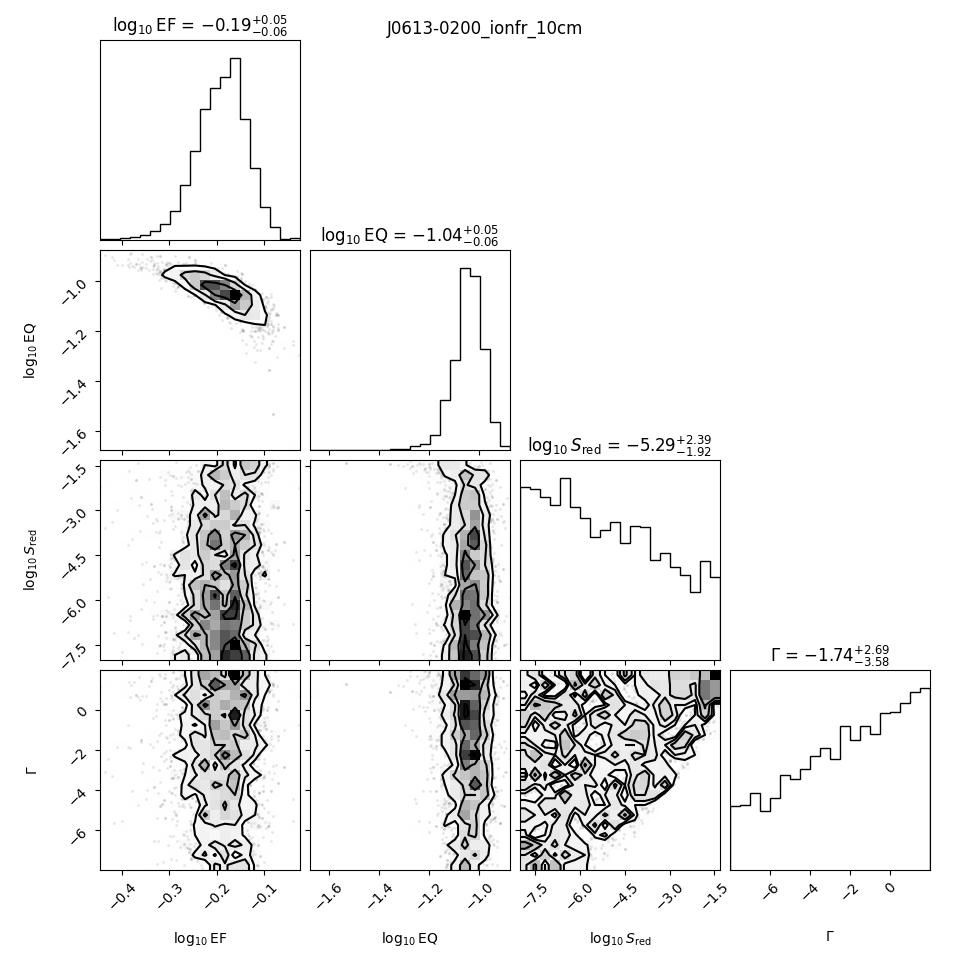 log₁₀ EF = −0.19+0.05−0.06
J0613-0200_ionfr_10cm
log₁₀ EQ = −1.04+0.05−0.06
−1.0
−1.2
−1.4
−1.6
log₁₀ EQ
log₁₀ S_red = −5.29+2.39−1.92
−1.5
−3.0
−4.5
−6.0
−7.5
log₁₀ S_red
Γ = −1.74+2.69−3.58
0
−2
−4
−6
Γ
−0.4 −0.3 −0.2 −0.1
−1.6 −1.4 −1.2 −1.0
−7.5 −6.0 −4.5 −3.0 −1.5
−6 −4 −2 0
log₁₀ EF
log₁₀ EQ
log₁₀ S_red
Γ